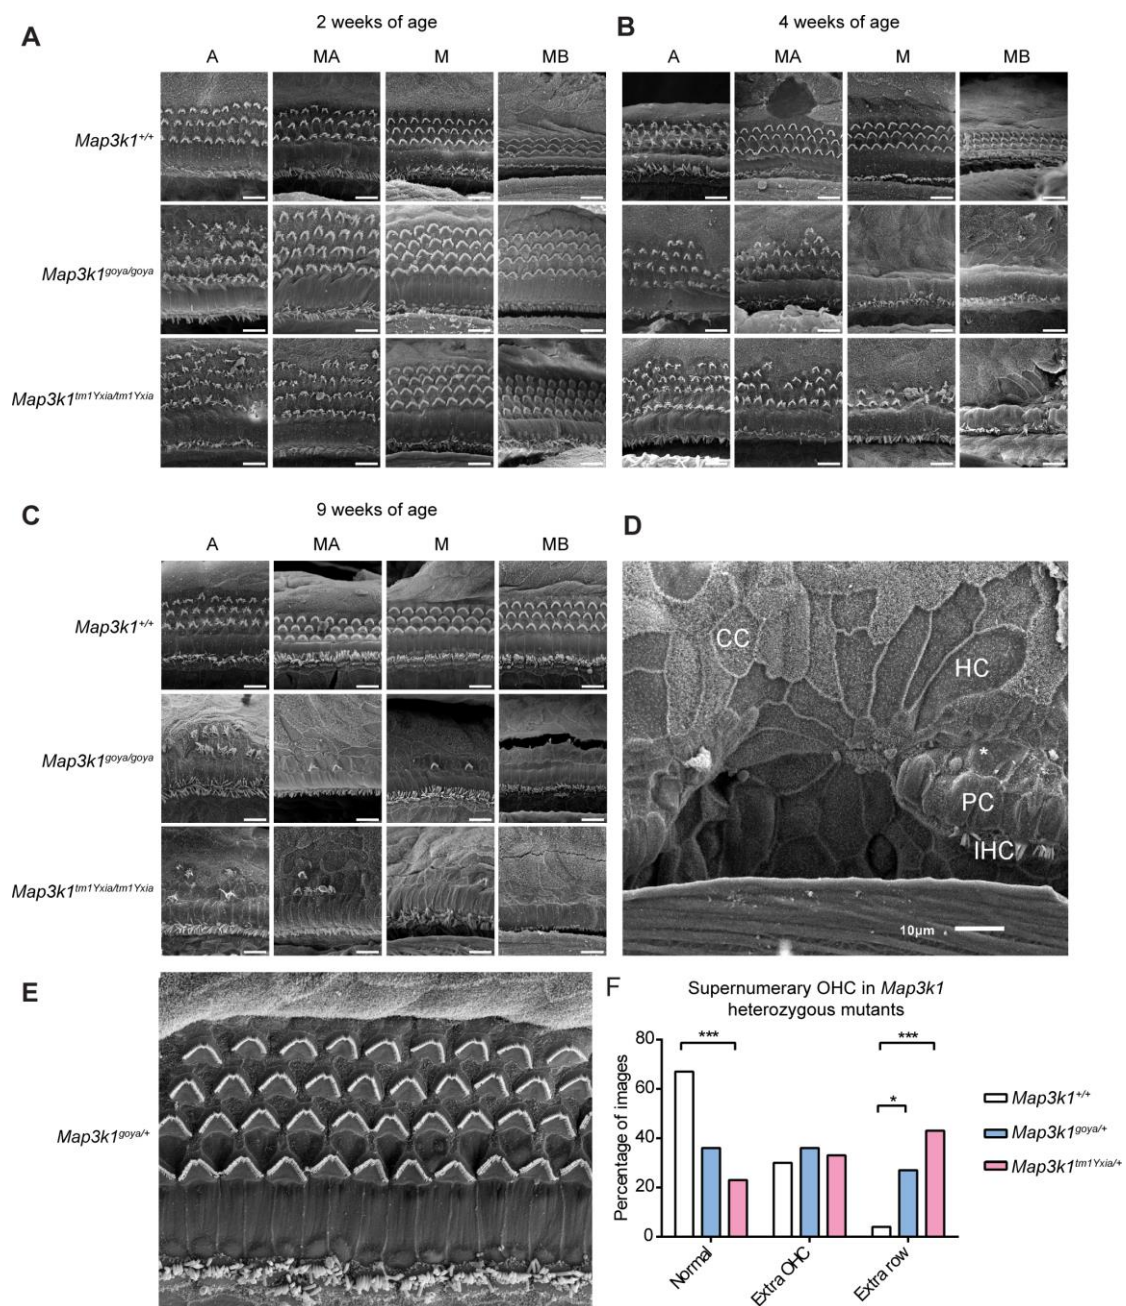 A
2 weeks of age
A MA M MB
Map3k1+/+
Map3k1goya/goya
Map3k1tm1Yxia/tm1Yxia
B
4 weeks of age
A MA M MB
C
9 weeks of age
A MA M MB
Map3k1+/+
Map3k1goya/goya
Map3k1tm1Yxia/tm1Yxia
D
CC
HC
*
PC
IHC
10µm
E
Map3k1goya/+
F
Supernumerary OHC in Map3k1
heterozygous mutants
Percentage of images
80
60
40
20
0
***
***
*
Normal
Extra OHC
Extra row
Map3k1+/+
Map3k1goya/+
Map3k1tm1Yxia/+